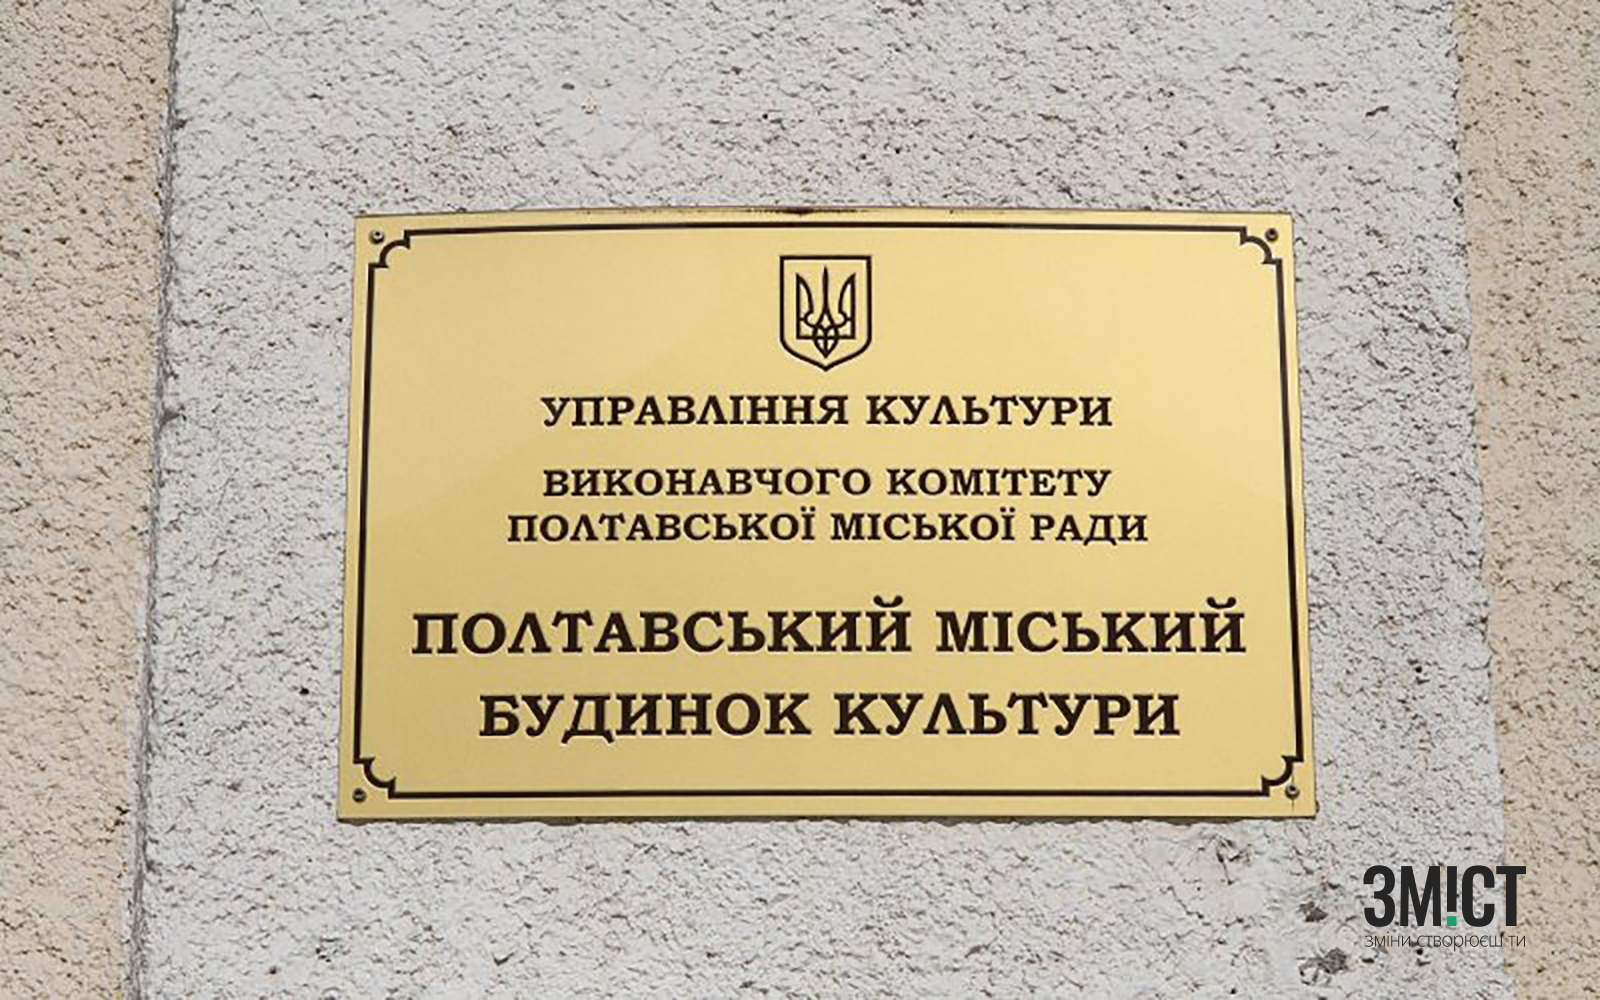 УПРАВЛІННЯ КУЛЬТУРИ
ВИКОНАВЧОГО КОМІТЕТУ
ПОЛТАВСЬКОЇ МІСЬКОЇ РАДИ
ПОЛТАВСЬКИЙ МІСЬКИЙ
БУДИНОК КУЛЬТУРИ
ЗМІСТ
ЗМІНИ СТВОРЮЄШ ТИ